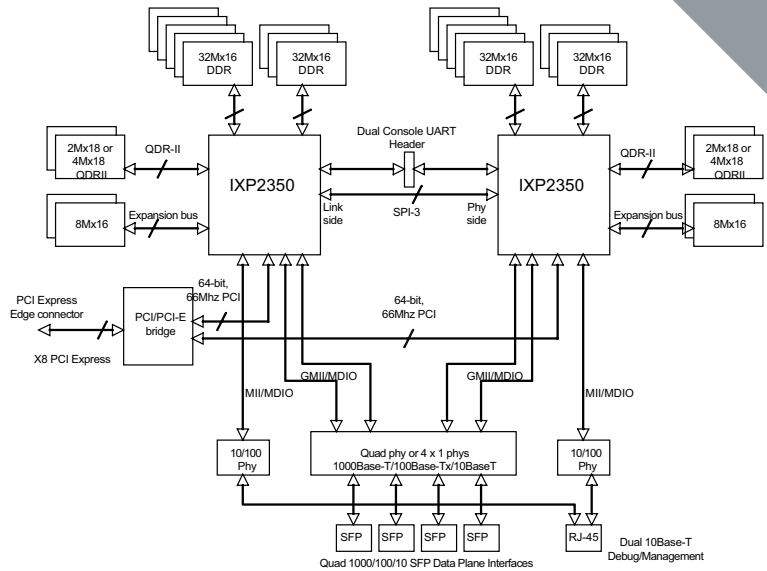 32Mx16
DDR
32Mx16
DDR
32Mx16
DDR
32Mx16
DDR
Dual Console UART
Header
2Mx18 or
4Mx18
QDRII
QDR-II
IXP2350
IXP2350
QDR-II
2Mx18 or
4Mx18
QDRII
8Mx16
Expansion bus
Link
side
SPI-3
Phy
side
Expansion bus
8Mx16
PCI Express
Edge connector
X8 PCI Express
PCI/PCI-E
bridge
64-bit,
66Mhz PCI
64-bit,
66Mhz PCI
MII/MDIO
GMII/MDIO
GMII/MDIO
MII/MDIO
10/100
Phy
Quad phy or 4 x 1 phys
1000Base-T/100Base-Tx/10BaseT
10/100
Phy
SFP
SFP
SFP
SFP
RJ-45
Dual 10Base-T
Debug/Management
Quad 1000/100/10 SFP Data Plane Interfaces